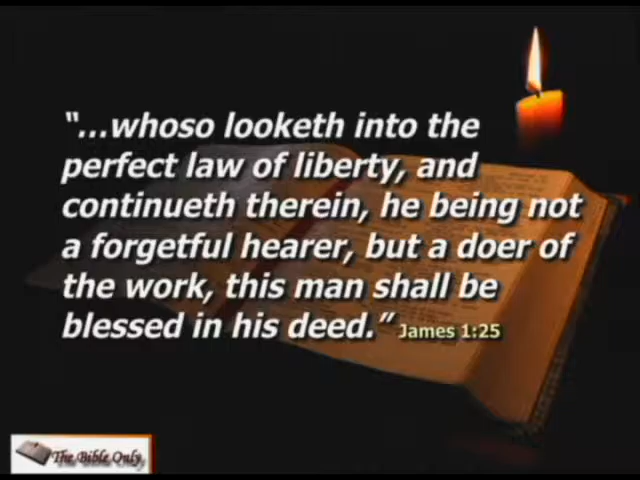 “...whoso looketh into the
perfect law of liberty, and
continueth therein, he being not
a forgetful hearer, but a doer of
the work, this man shall be
blessed in his deed.” James 1:25
The Bible Only